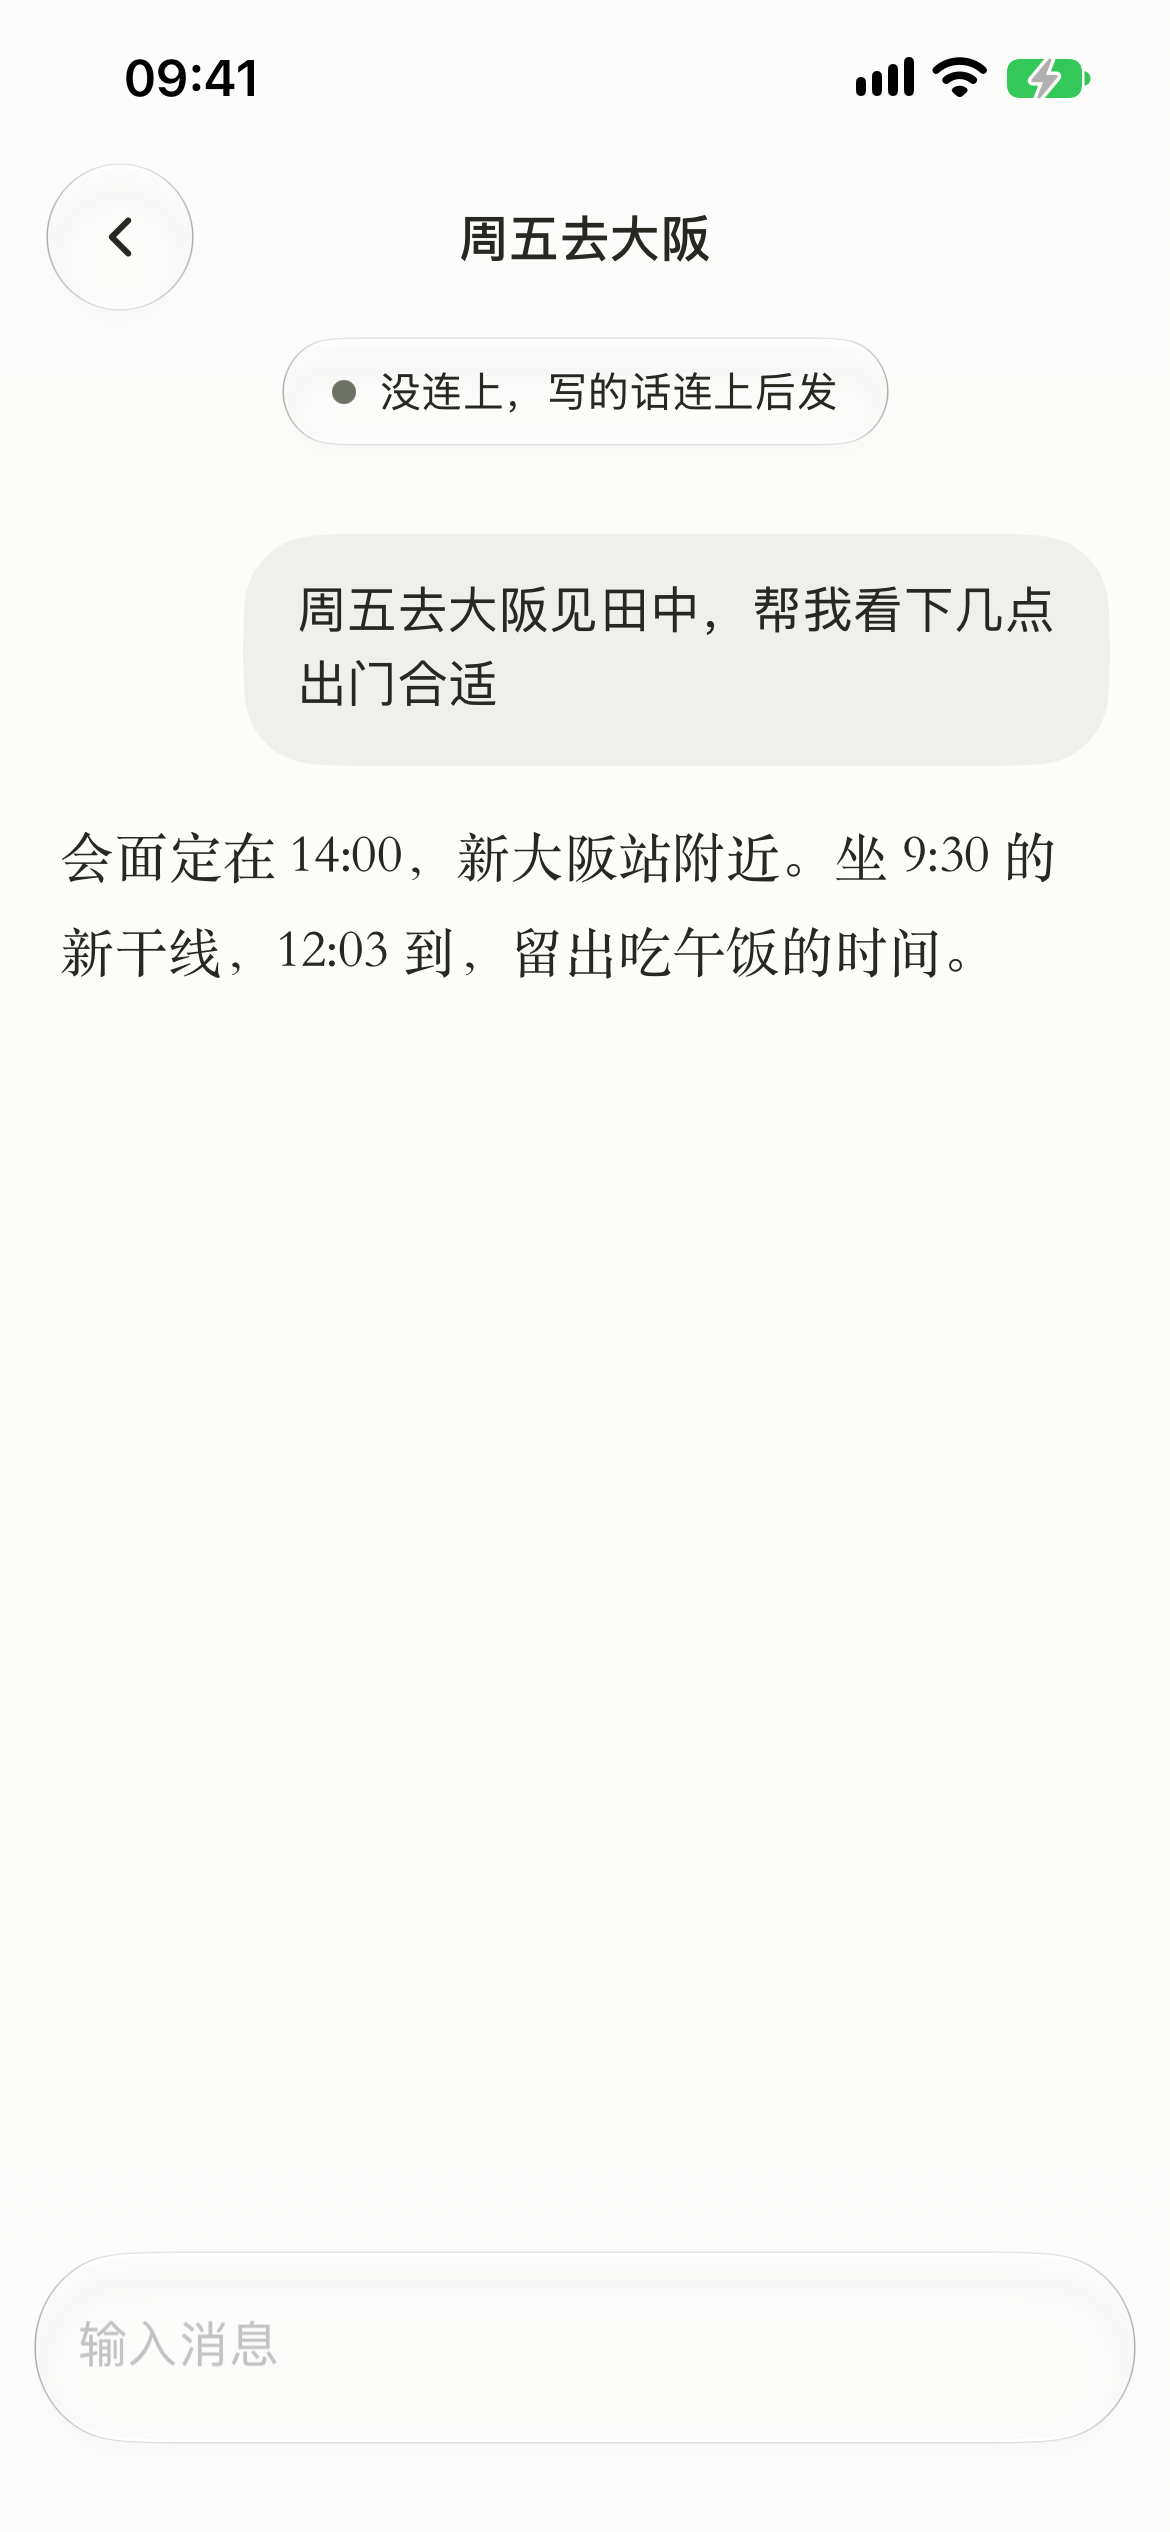 09:41
周五去大阪
没连上，写的话连上后发
周五去大阪见田中，帮我看下几点
出门合适
会面定在 14:00，新大阪站附近。坐 9:30 的
新干线，12:03 到，留出吃午饭的时间。
输入消息